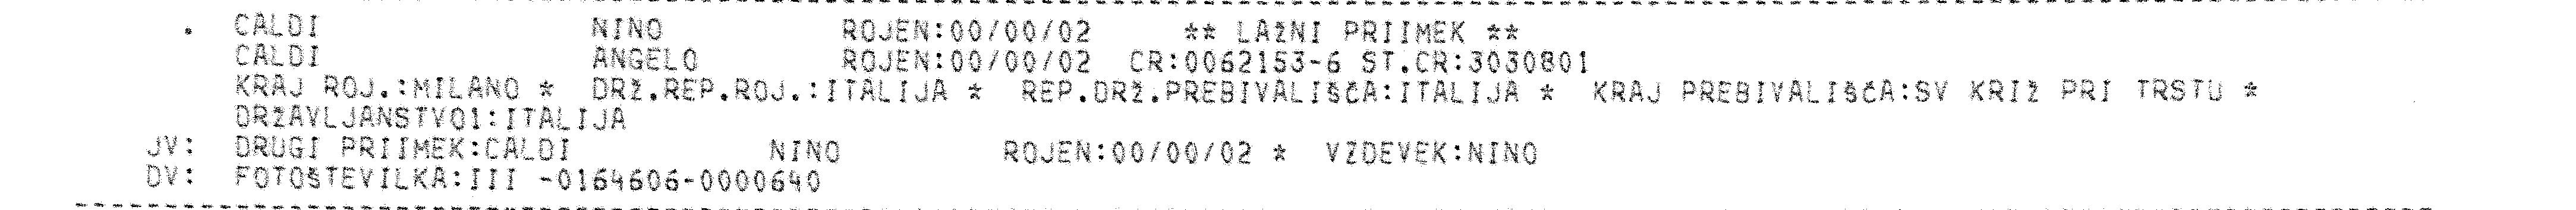 . CALDI NINO ROJEN:00/00/02 ** LAŽNI PRIIMEK **
CALDI ANGELO ROJEN:00/00/02 CR:0062153-6 ST.CR:3030801
KRAJ ROJ.:MILANO * DRŽ.REP.ROJ.:ITALIJA * REP.DRŽ.PREBIVALIŠČA:ITALIJA * KRAJ PREBIVALIŠČA:SV KRIŽ PRI TRSTU *
DRŽAVLJANSTVO1:ITALIJA
JV: DRUGI PRIIMEK:CALDI NINO ROJEN:00/00/02 * VZDEVEK:NINO
DV: FOTOŠTEVILKA:III -0164606-0000640